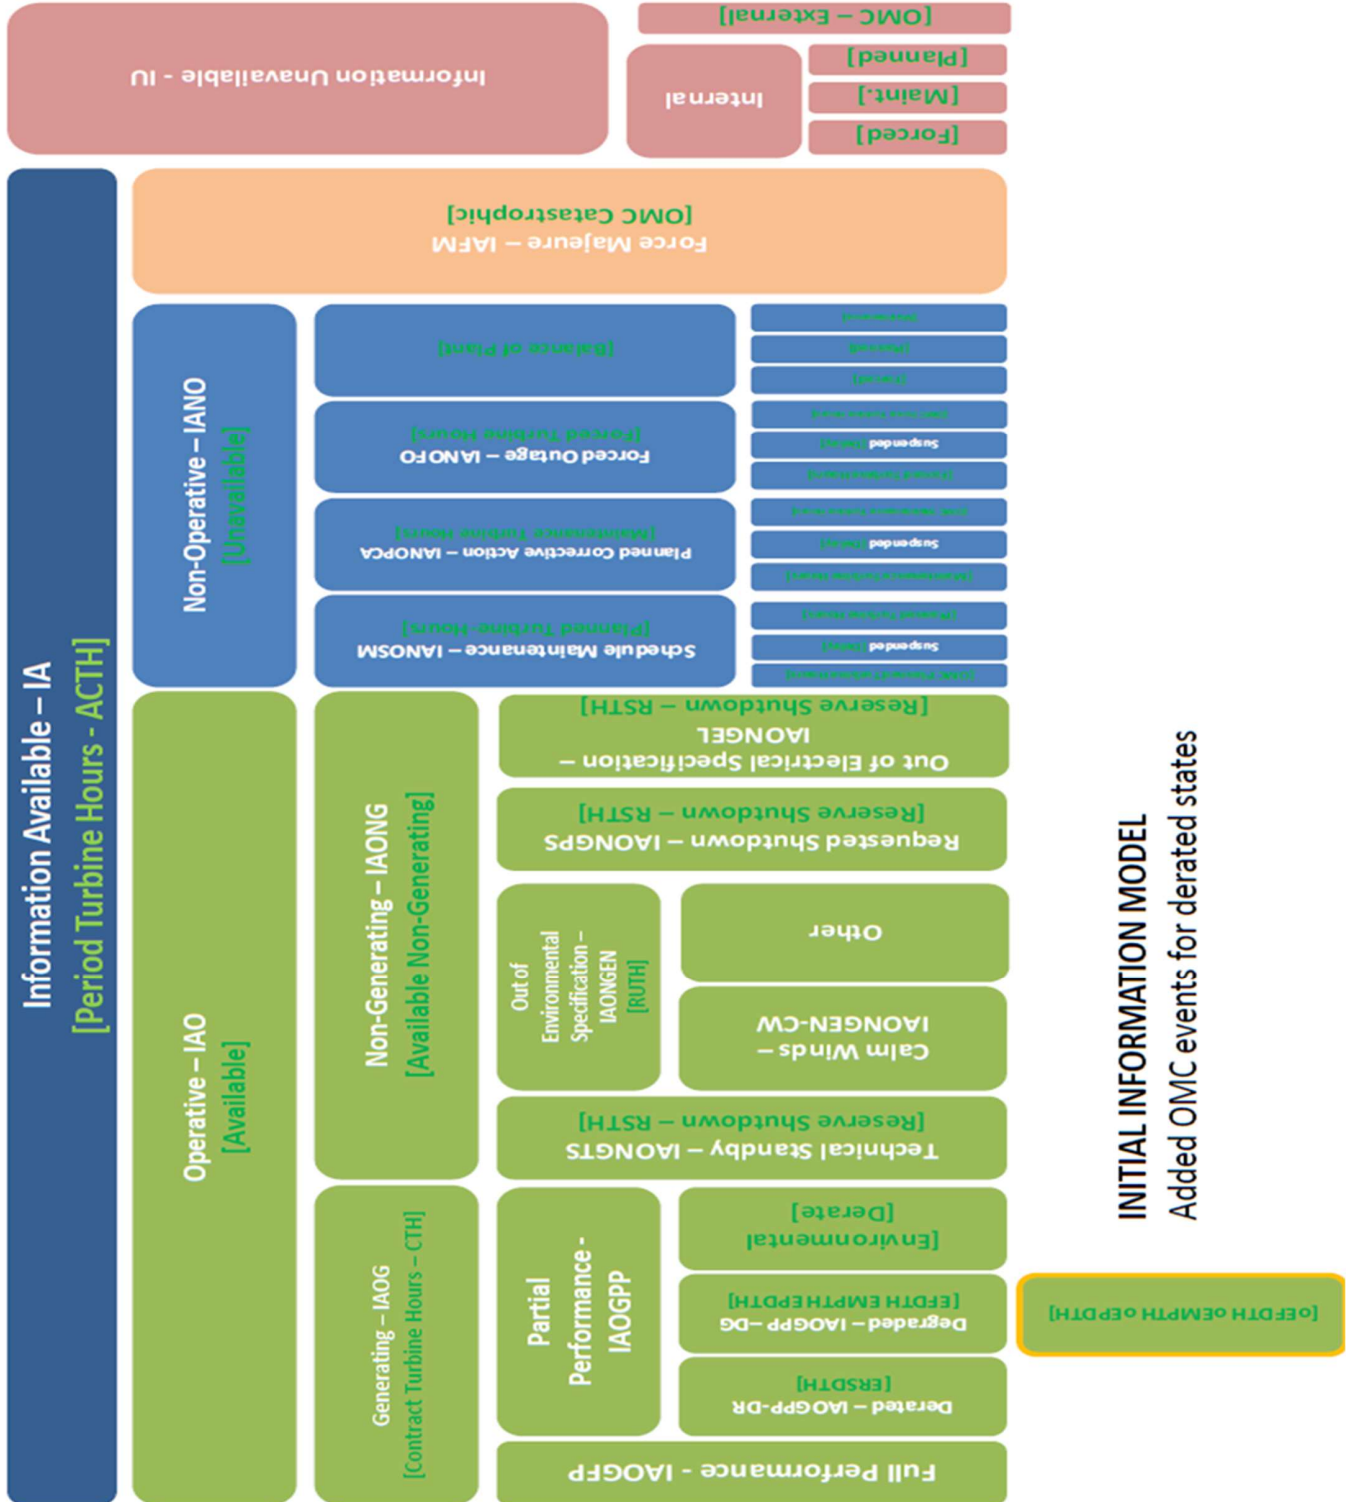 Information Available – IA
[Period Turbine Hours - ACTH]
Information Unavailable - IU
Operative – IAO
[Available]
Non-Operative – IANO
[Unavailable]
Force Majeure – IAFM
[OMC Catastrophic]
Internal
[OMC – External]
[Forced]
[Maint.]
[Planned]
Generating – IAOG
[Contract Turbine Hours – CTH]
Non-Generating – IAONG
[Available Non-Generating]
Full Performance - IAOGFP
Partial
Performance -
IAOGPP
Derated – IAOGPP-DR
[ERSDTH]
Degraded – IAOGPP –DG
[EFDTH EMPTH EPDTH]
Environmental
[Derate]
Technical Standby – IAONGTS
[Reserve Shutdown – RSTH]
Out of
Environmental
Specification –
IAONGEN
[RUTH]
Calm Winds –
IAONGEN-CW
Other
Requested Shutdown – IAONGPS
[Reserve Shutdown – RSTH]
Out of Electrical Specification –
IAONGEL
[Reserve Shutdown – RSTH]
Schedule Maintenance – IANOSM
[Planned Turbine Hours]
Suspended
Planned Corrective Action – IANOPCA
[Maintenance Turbine Hours]
Suspended
Forced Outage – IANOFO
[Forced Turbine Hours]
Suspended
[Balance of Plant]
[oEFDTH oEMPTH oEPDTH]
INITIAL INFORMATION MODEL
Added OMC events for derated states